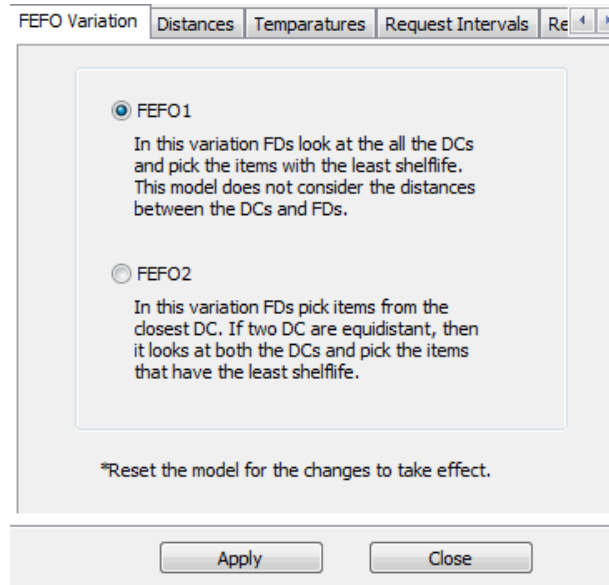 FEFO Variation Distances Temparatures Request Intervals Re
FEFO1
In this variation FDs look at the all the DCs
and pick the items with the least shelflife.
This model does not consider the distances
between the DCs and FDs.
FEFO2
In this variation FDs pick items from the
closest DC. If two DC are equidistant, then
it looks at both the DCs and pick the items
that have the least shelflife.
*Reset the model for the changes to take effect.
Apply Close